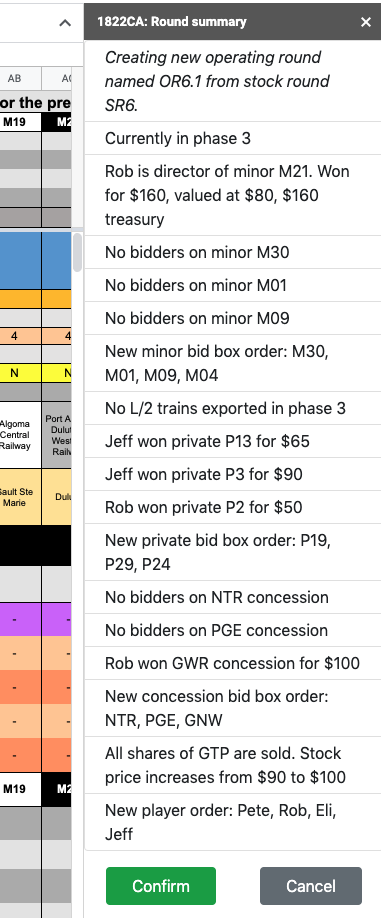 1822CA: Round summary
×
AB
AC
or the pre
M19
M2
4
4
N
N
Algoma
Central
Railway
Port A
Dulut
West
Railw
Sault Ste
Marie
Dulu
-
-
-
-
-
-
-
-
-
-
M19
M2
Creating new operating round
named OR6.1 from stock round
SR6.
Currently in phase 3
Rob is director of minor M21. Won
for $160, valued at $80, $160
treasury
No bidders on minor M30
No bidders on minor M01
No bidders on minor M09
New minor bid box order: M30,
M01, M09, M04
No L/2 trains exported in phase 3
Jeff won private P13 for $65
Jeff won private P3 for $90
Rob won private P2 for $50
New private bid box order: P19,
P29, P24
No bidders on NTR concession
No bidders on PGE concession
Rob won GWR concession for $100
New concession bid box order:
NTR, PGE, GNW
All shares of GTP are sold. Stock
price increases from $90 to $100
New player order: Pete, Rob, Eli,
Jeff
Confirm
Cancel